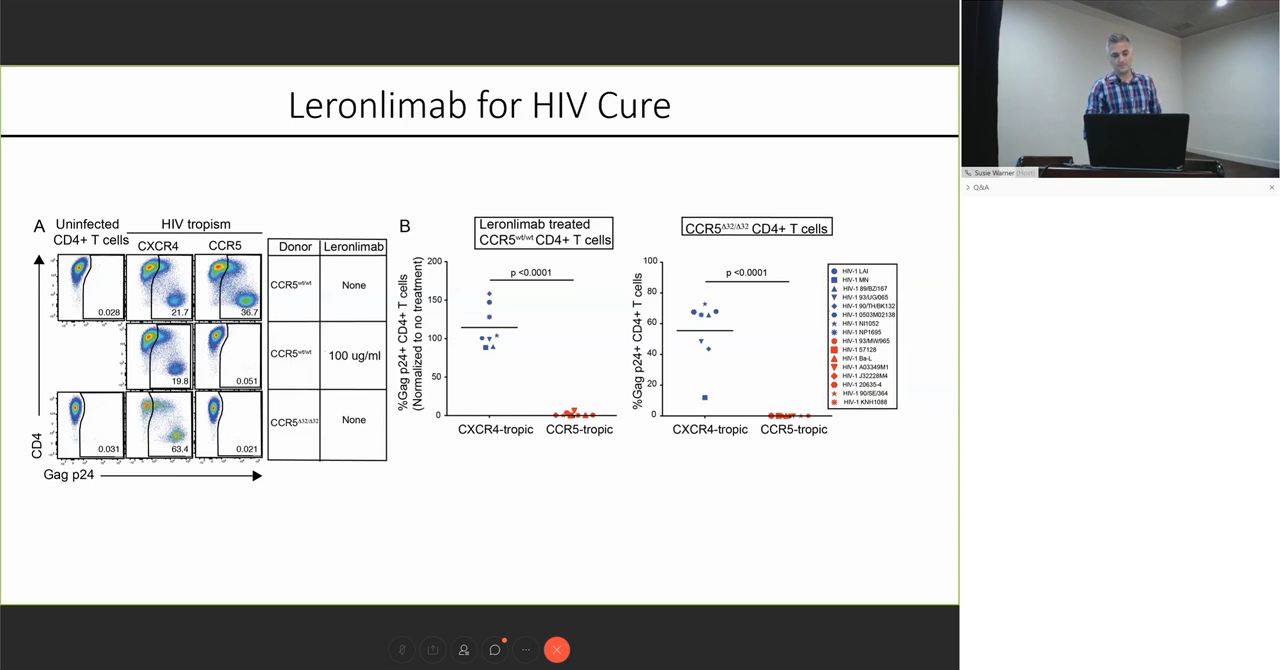 Leronlimab for HIV Cure
A
Uninfected
CD4+ T cells
HIV tropism
CXCR4
CCR5
Donor
Leronlimab
0.028
21.7
36.7
CCR5wt/wt
None
19.8
0.051
CCR5wt/wt
100 ug/ml
0.031
63.4
0.021
CCR5Δ32/Δ32
None
CD4
Gag p24
B
Leronlimab treated
CCR5wt/wt CD4+ T cells
%Gag p24+ CD4+ T cells
(Normalized to no treatment)
200
150
100
50
0
p <0.0001
CXCR4-tropic
CCR5-tropic
CCR5Δ32/Δ32 CD4+ T cells
%Gag p24+ CD4+ T cells
100
80
60
40
20
0
p <0.0001
CXCR4-tropic
CCR5-tropic
HIV-1 LAI
HIV-1 MN
HIV-1 89/BZ/167
HIV-1 93/UG/065
HIV-1 90/TH/BK132
HIV-1 0503M02138
HIV-1 NI1052
HIV-1 NP1695
HIV-1 93/MW965
HIV-1 57128
HIV-1 Ba-L
HIV-1 A03349M1
HIV-1 J32228M4
HIV-1 20635-4
HIV-1 90/SE/364
HIV-1 KNH1088
Susie Warner (Host)
Q&A